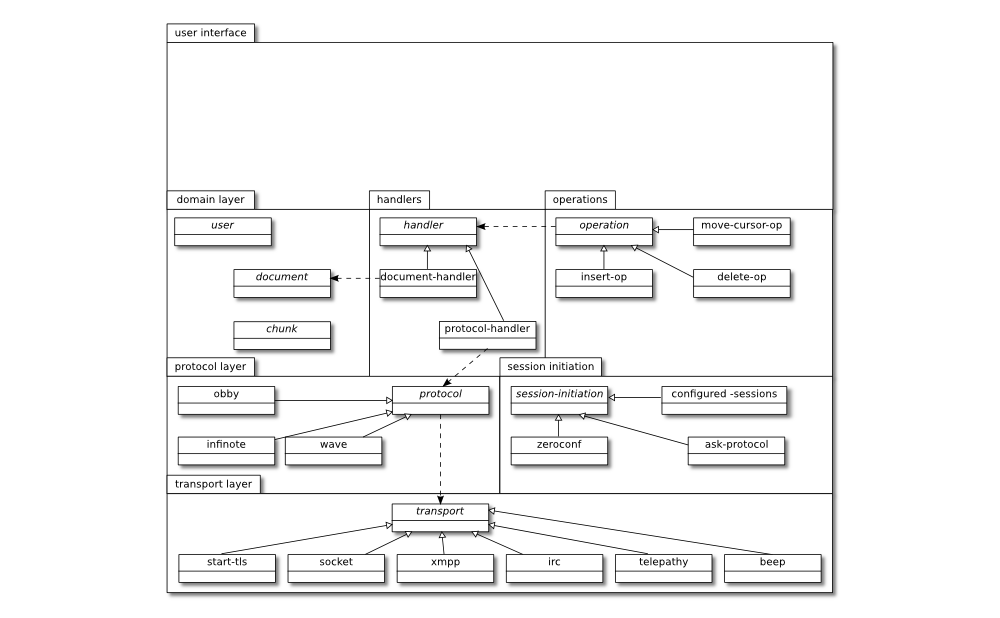 user interface
domain layer
handlers
operations
user
handler
operation
move-cursor-op
document
document-handler
insert-op
delete-op
chunk
protocol-handler
protocol layer
session initiation
obby
protocol
session-initiation
configured -sessions
infinote
wave
zeroconf
ask-protocol
transport layer
transport
start-tls
socket
xmpp
irc
telepathy
beep